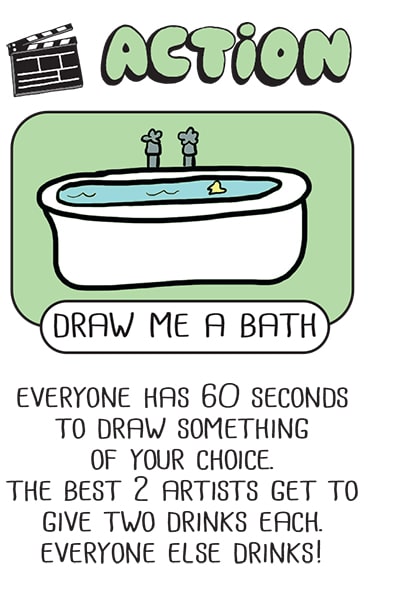 ACTION
DRAW ME A BATH
EVERYONE HAS 60 SECONDS
TO DRAW SOMETHING
OF YOUR CHOICE.
THE BEST 2 ARTISTS GET TO
GIVE TWO DRINKS EACH.
EVERYONE ELSE DRINKS!